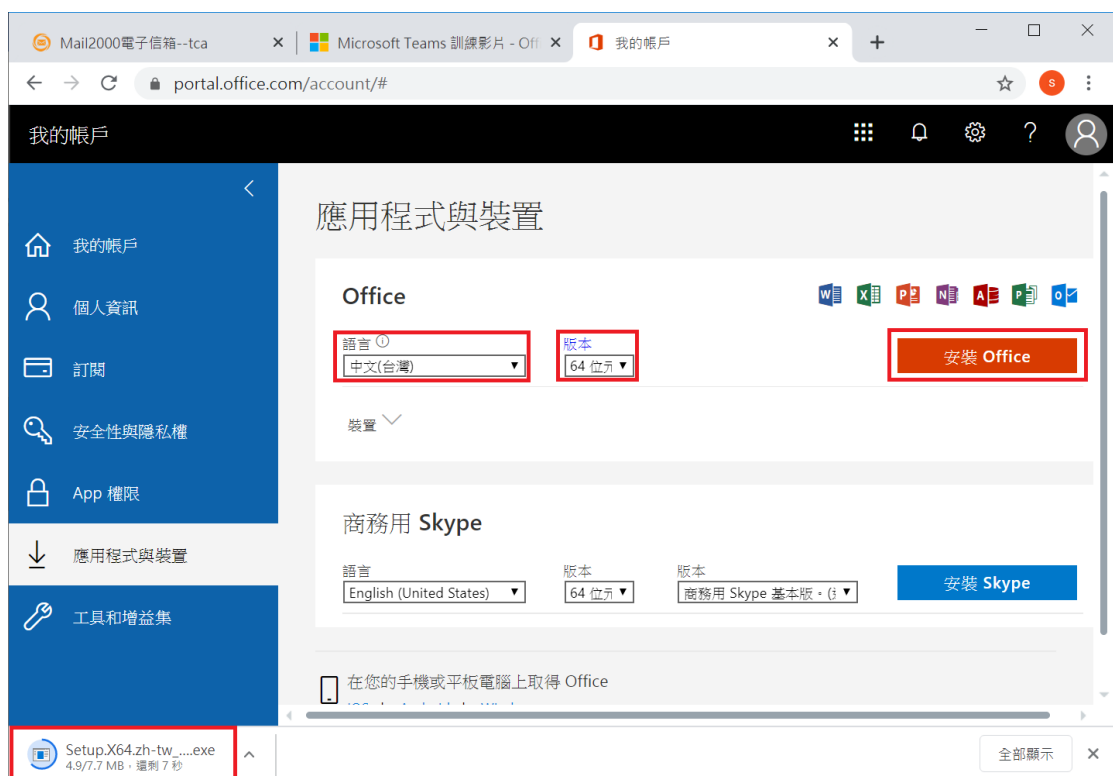 Mail2000電子信箱--tca
Microsoft Teams 訓練影片 - Off
我的帳戶
portal.office.com/account/#
S
我的帳戶
應用程式與裝置
我的帳戶
個人資訊
訂閱
安全性與隱私權
App 權限
應用程式與裝置
工具和增益集
Office
語言
版本
中文(台灣)
64 位元
安裝 Office
裝置
商務用 Skype
語言
版本
版本
English (United States)
64 位元
商務用 Skype 基本版。(
安裝 Skype
在您的手機或平板電腦上取得 Office
Setup.X64.zh-tw_....exe
4.9/7.7 MB,還剩 7 秒
全部顯示